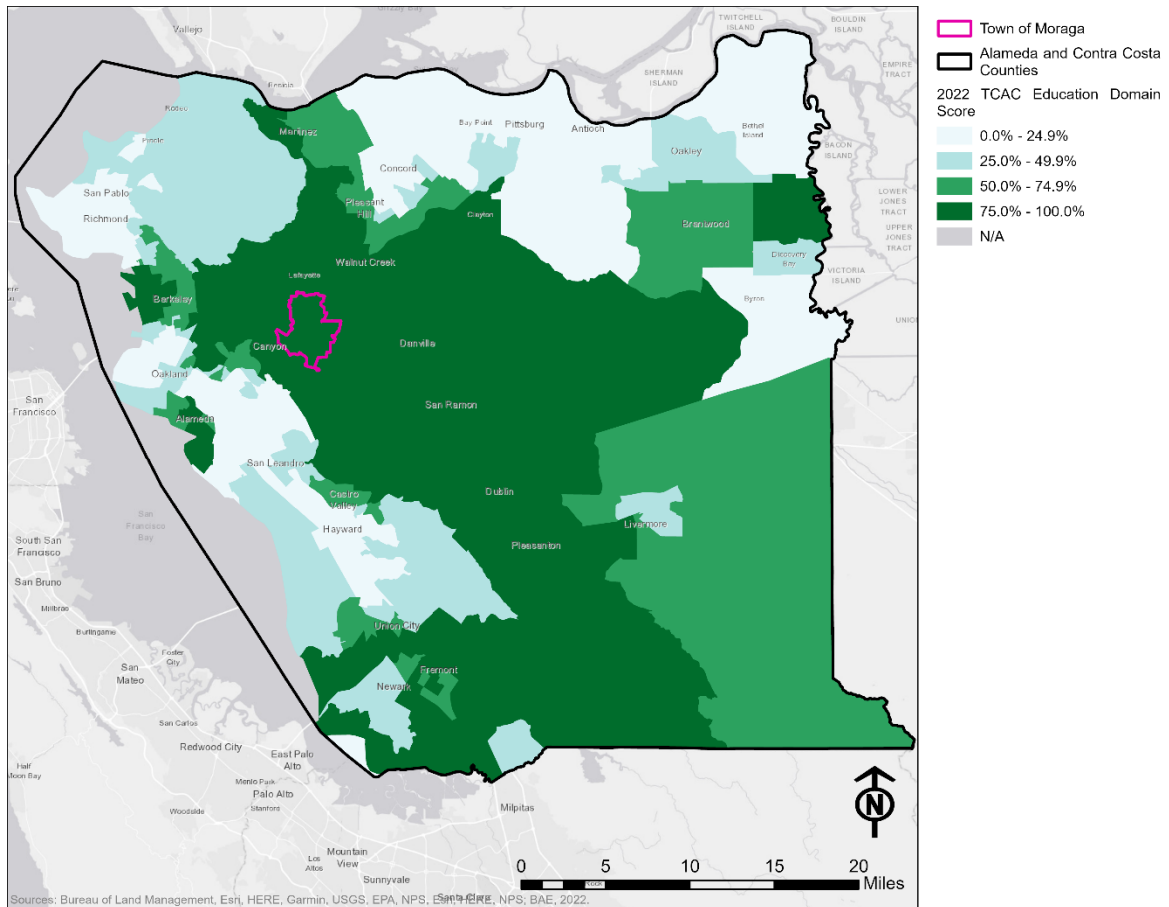 Grizzly Bay
Vallejo
TWITCHELL
ISLAND
BOULDIN
ISLAND
EMPIRE
TRACT
SHERMAN
ISLAND
Benicia
Rodeo
Martinez
Bay Point
Pittsburg
Antioch
Bethel
Island
BACON
ISLAND
Pinole
Oakley
Concord
San Pablo
Richmond
Pleasant
Hill
Clayton
Brentwood
LOWER
JONES
TRACT
UPPER
JONES
TRACT
Walnut Creek
Discovery
Bay
VICTORIA
ISLAND
Lafayette
Berkeley
Byron
UNION
Canyon
Danville
Oakland
San
Francisco
San Ramon
Alameda
San Leandro
Dublin
Castro
Valley
San
Francisco
Bay
Hayward
Livermore
South San
Francisco
Pleasanton
San Bruno
Millbrae
Burlingame
Union City
Foster
City
San
Mateo
Fremont
Newark
San Carlos
Redwood City
East Palo
Alto
Half
Moon Bay
Menlo Park
Palo Alto
Stanford
Woodside
Milpitas
Mountain
View
Los
Altos
Sunnyvale
Santa Clara
N
0 5 10 15 20
Miles
Sources: Bureau of Land Management, Esri, HERE, Garmin, USGS, EPA, NPS, Esri, HERE, NPS; BAE, 2022.
Town of Moraga
Alameda and Contra Costa
Counties
2022 TCAC Education Domain
Score
0.0% - 24.9%
25.0% - 49.9%
50.0% - 74.9%
75.0% - 100.0%
N/A